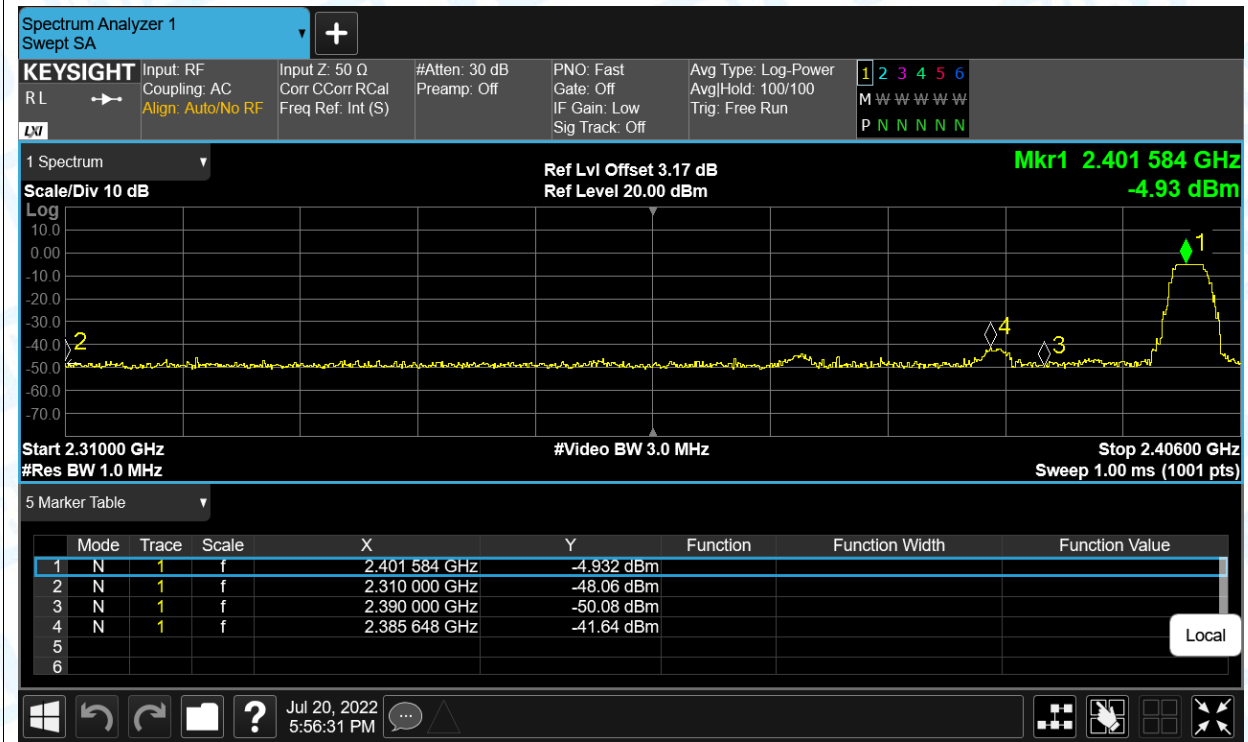 Spectrum Analyzer 1
Swept SA
KEYSIGHT
R L
LXI
Input: RF
Coupling: AC
Align: Auto/No RF
Input Z: 50 Ω
Corr CCorr RCal
Freq Ref: Int (S)
#Atten: 30 dB
Preamp: Off
PNO: Fast
Gate: Off
IF Gain: Low
Sig Track: Off
Avg Type: Log-Power
Avg|Hold: 100/100
Trig: Free Run
1 2 3 4 5 6
M W W W W W
P N N N N N
1 Spectrum
Scale/Div 10 dB
Ref Lvl Offset 3.17 dB
Ref Level 20.00 dBm
Mkr1 2.401 584 GHz
-4.93 dBm
Log
10.0
0.00
-10.0
-20.0
-30.0
-40.0
-50.0
-60.0
-70.0
1
2
4
3
Start 2.31000 GHz
#Video BW 3.0 MHz
Stop 2.40600 GHz
#Res BW 1.0 MHz
Sweep 1.00 ms (1001 pts)
5 Marker Table
Mode Trace Scale X Y Function Function Width Function Value
1 N 1 f 2.401 584 GHz -4.932 dBm
2 N 1 f 2.310 000 GHz -48.06 dBm
3 N 1 f 2.390 000 GHz -50.08 dBm
4 N 1 f 2.385 648 GHz -41.64 dBm
5
6
Local
?
Jul 20, 2022
5:56:31 PM